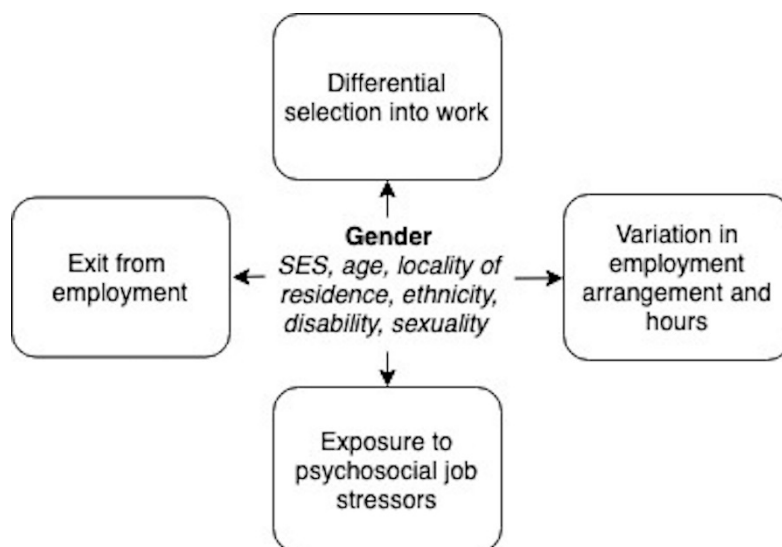 Differential
selection into work
Exit from
employment
Gender
SES, age, locality of
residence, ethnicity,
disability, sexuality
Variation in
employment
arrangement and
hours
Exposure to
psychosocial job
stressors